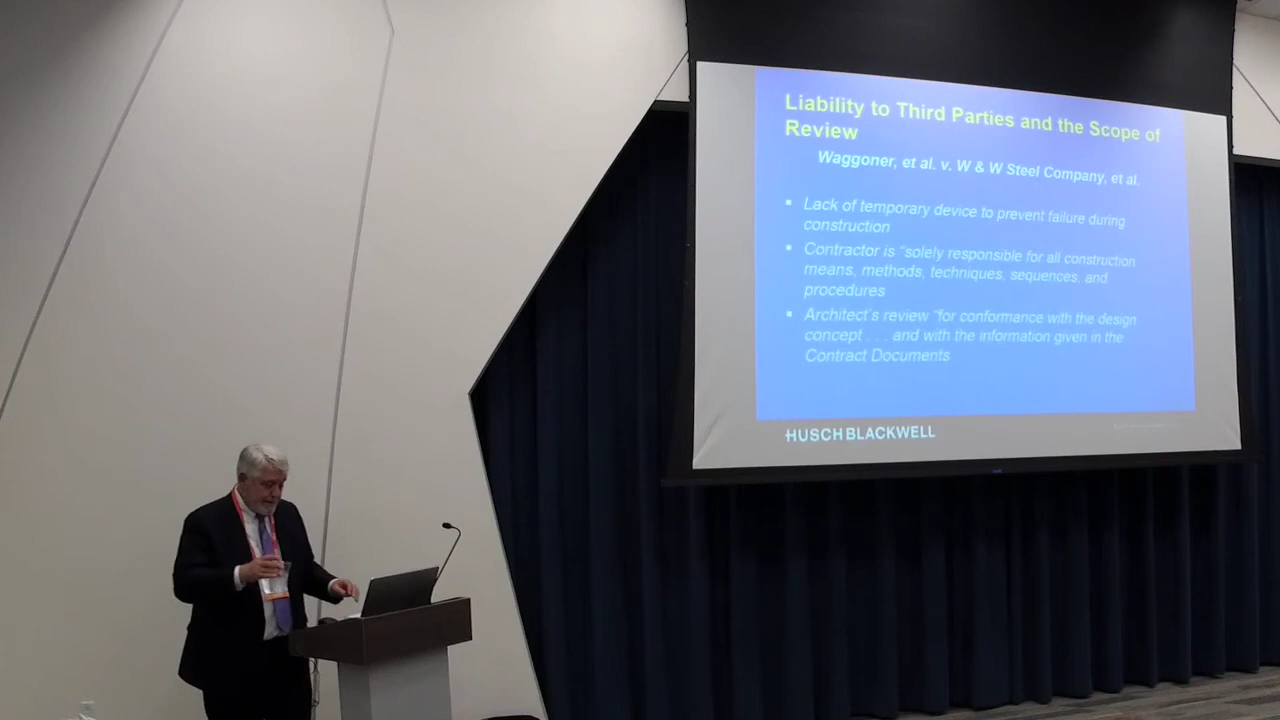 Liability to Third Parties and the Scope of
Review
Waggoner, et al. v. W & W Steel Company, et al.
▪ Lack of temporary device to prevent failure during
construction
▪ Contractor is "solely responsible for all construction
means, methods, techniques, sequences, and
procedures
▪ Architect's review "for conformance with the design
concept . . . and with the information given in the
Contract Documents
HUSCH BLACKWELL